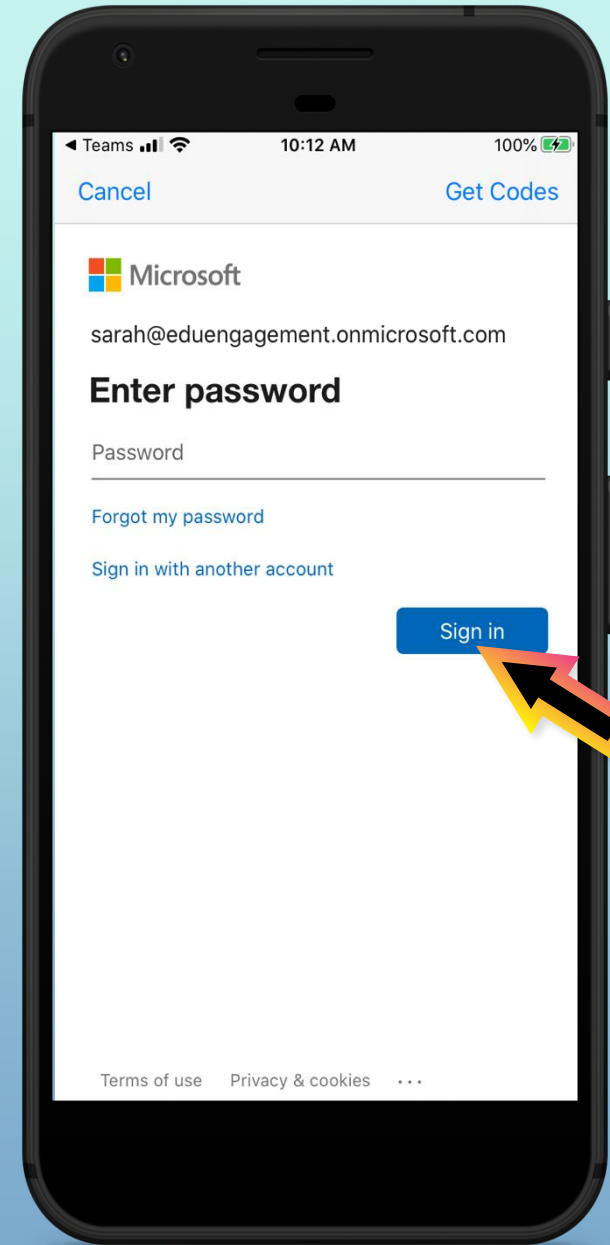 ◀ Teams 10:12 AM 100%
Cancel Get Codes
Microsoft
sarah@eduengagement.onmicrosoft.com
Enter password
Password
Forgot my password
Sign in with another account
Sign in
Terms of use Privacy & cookies ...